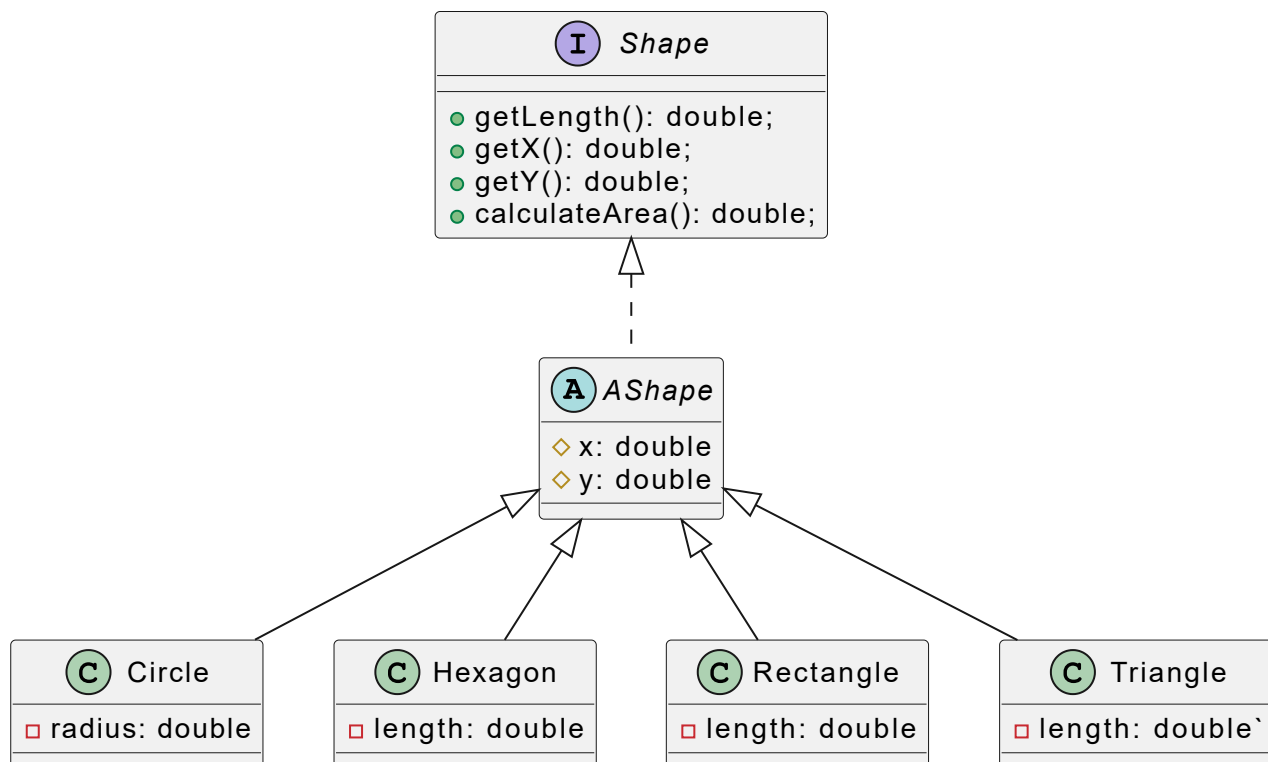 I Shape
getLength(): double;
getX(): double;
getY(): double;
calculateArea(): double;
A AShape
x: double
y: double
C Circle
radius: double
C Hexagon
length: double
C Rectangle
length: double
C Triangle
length: double`